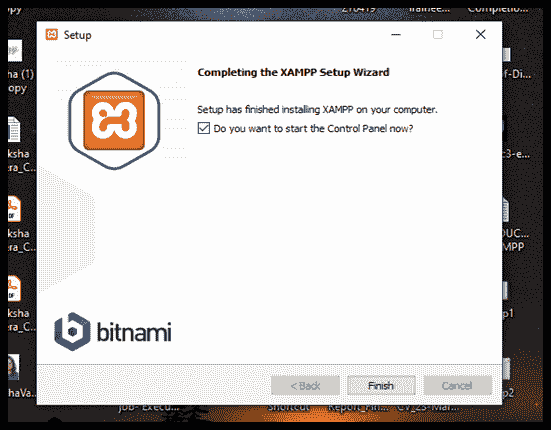 Setup
Completing the XAMPP Setup Wizard
Setup has finished installing XAMPP on your computer.
Do you want to start the Control Panel now?
bitnami
< Back
Finish
Cancel